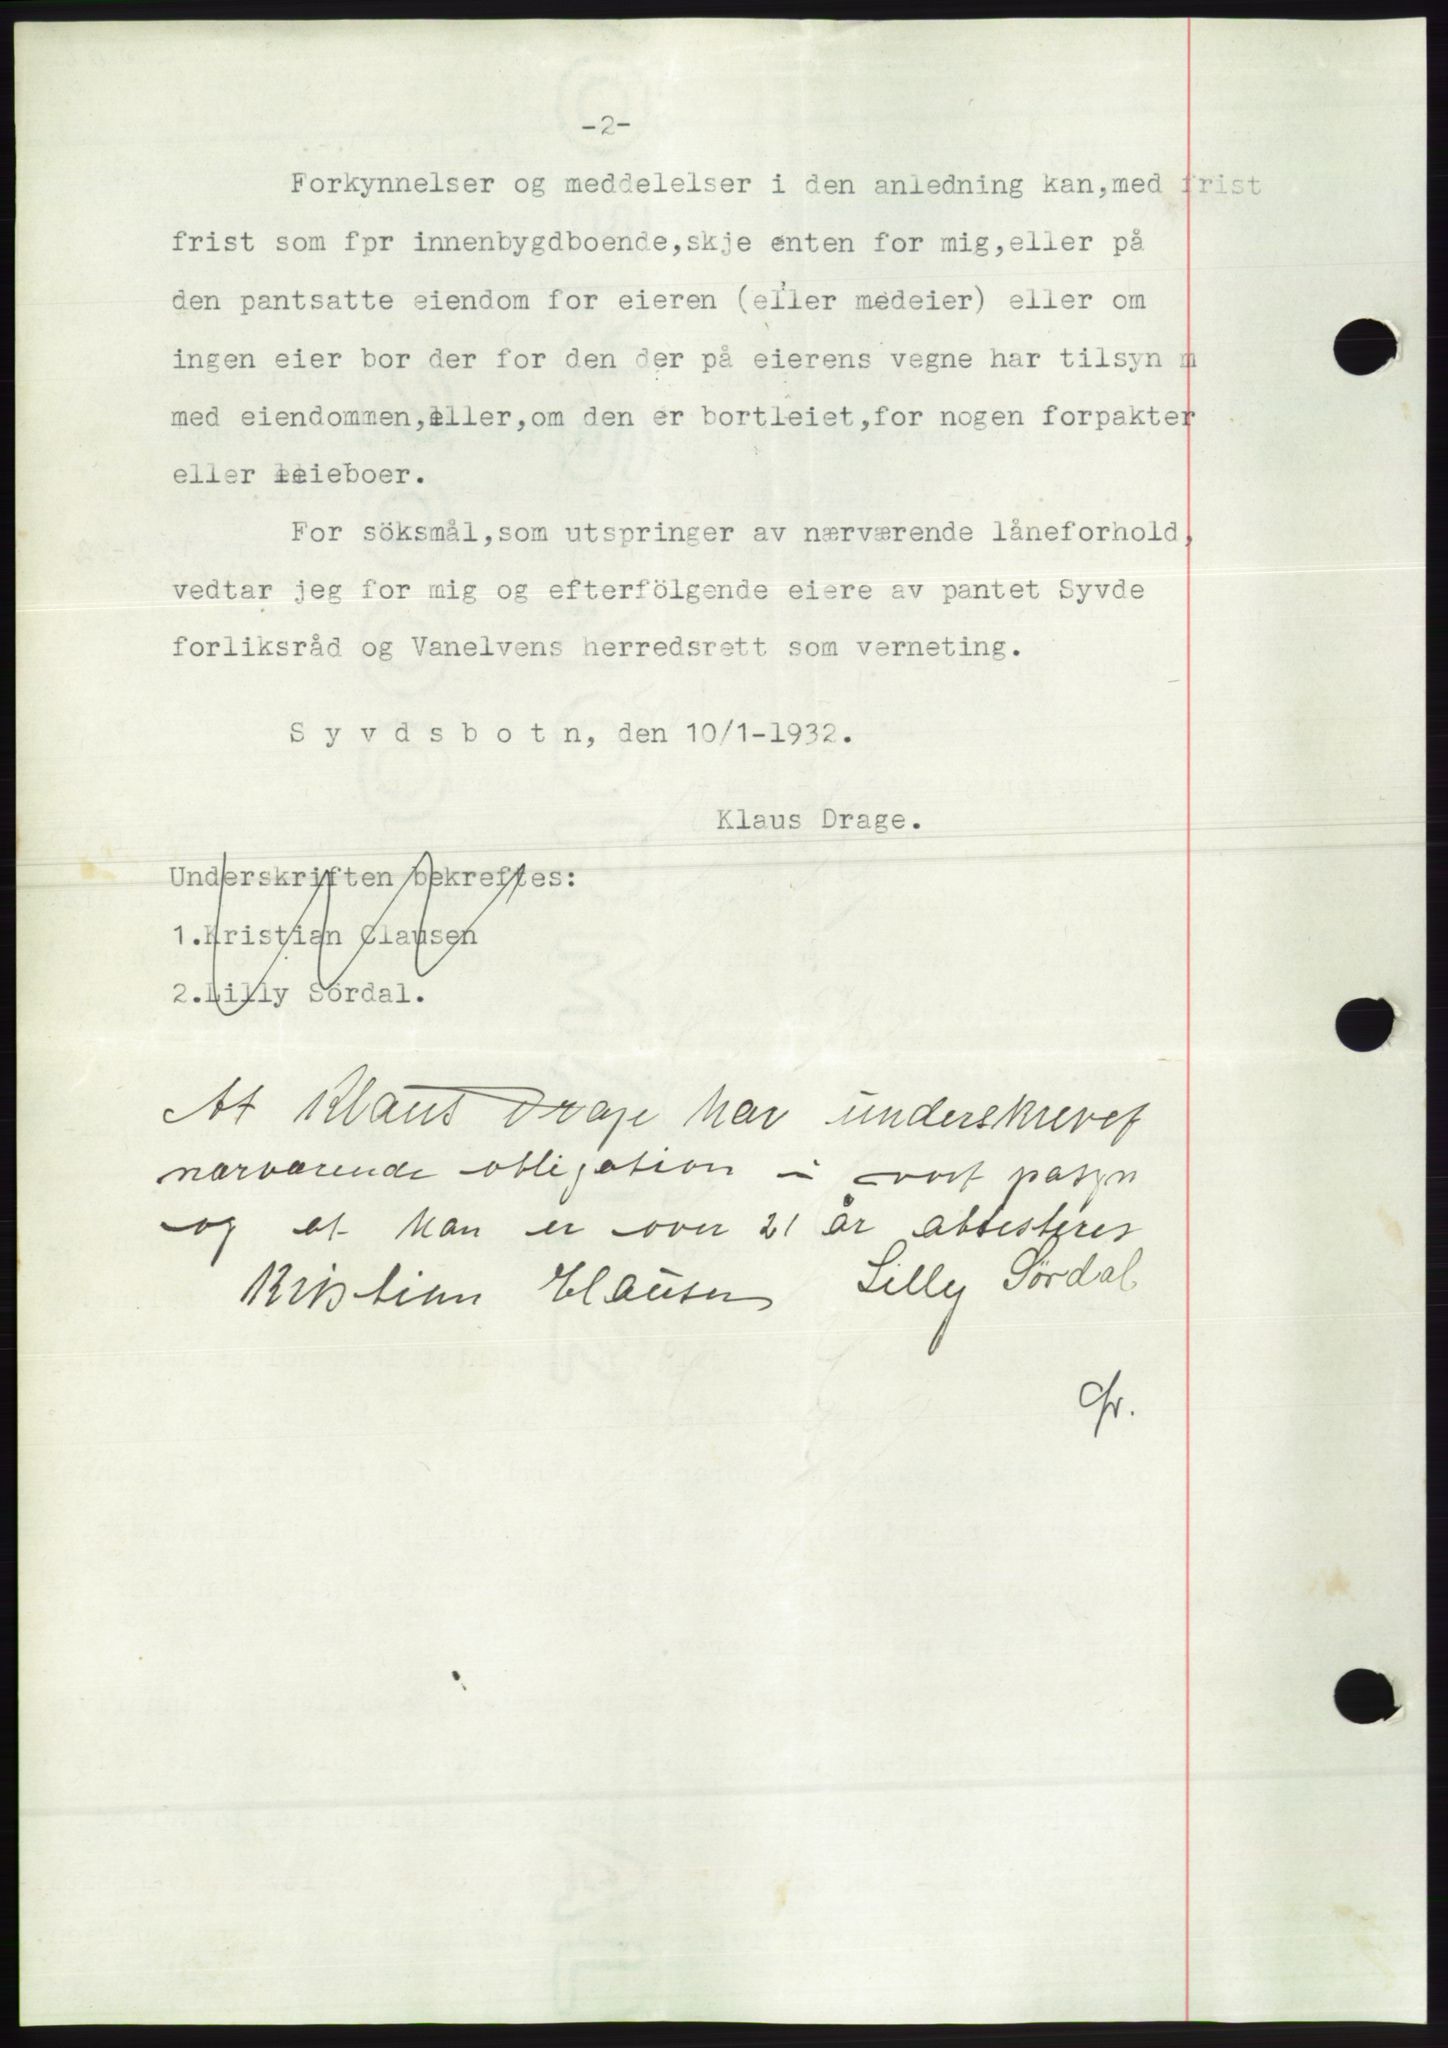 -2-
Forkynnelser og meddelelser i den anledning kan,med frist
frist som fpr innenbygdboende,skje enten for mig,eller på
den pantsatte eiendom for eieren (eller medeier) eller om
ingen eier bor der for den der på eierens vegne har tilsyn m
med eiendommen,eller,om den er bortleiet,for nogen forpakter
eller leieboer.
For söksmål,som utspringer av nærværende låneforhold,
vedtar jeg for mig og efterfölgende eiere av pantet Syvde
forliksråd og Vanelvens herredsrett som verneting.
S y v d s b o t n, den 10/1-1932.
Klaus Drage.
Underskriften bekreftes:
1.Kristian Clausen
2.Lilly Sördal.
At Klaus Drage har underskrevet
nærværende obligation i vort påsyn
og at han er over 21 år attesteres
Kristian Clausen Lilly Sørdal